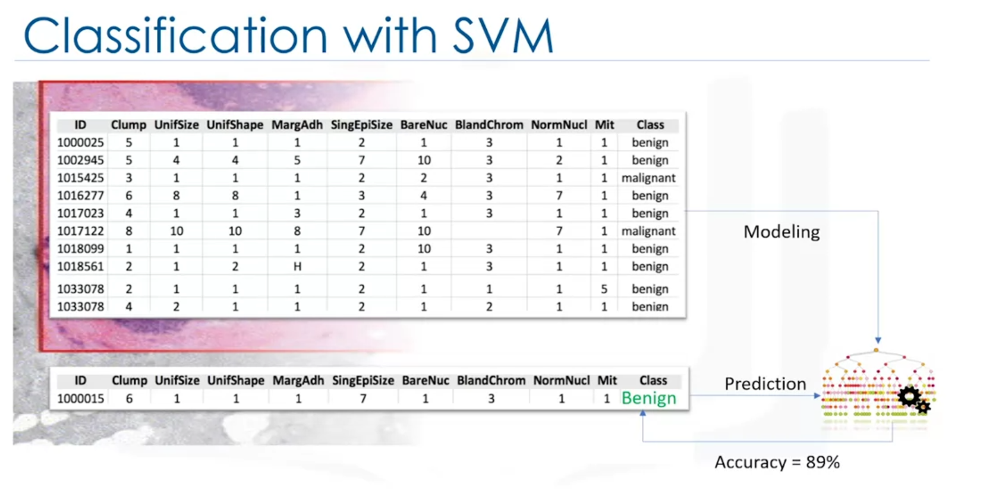 Classification with SVM
ID Clump UnifSize UnifShape MargAdh SingEpiSize BareNuc BlandChrom NormNucl Mit Class
1000025 5 1 1 1 2 1 3 1 1 benign
1002945 5 4 4 5 7 10 3 2 1 benign
1015425 3 1 1 1 2 2 3 1 1 malignant
1016277 6 8 8 1 3 4 3 7 1 benign
1017023 4 1 1 3 2 1 3 1 1 benign
1017122 8 10 10 8 7 10 7 1 malignant
1018099 1 1 1 1 2 10 3 1 1 benign
1018561 2 1 2 H 2 1 3 1 1 benign
1033078 2 1 1 1 2 1 1 1 5 benign
1033078 4 2 1 1 2 1 2 1 1 benign
Modeling
ID Clump UnifSize UnifShape MargAdh SingEpiSize BareNuc BlandChrom NormNucl Mit Class
1000015 6 1 1 1 7 1 3 1 1 Benign
Prediction
Accuracy = 89%